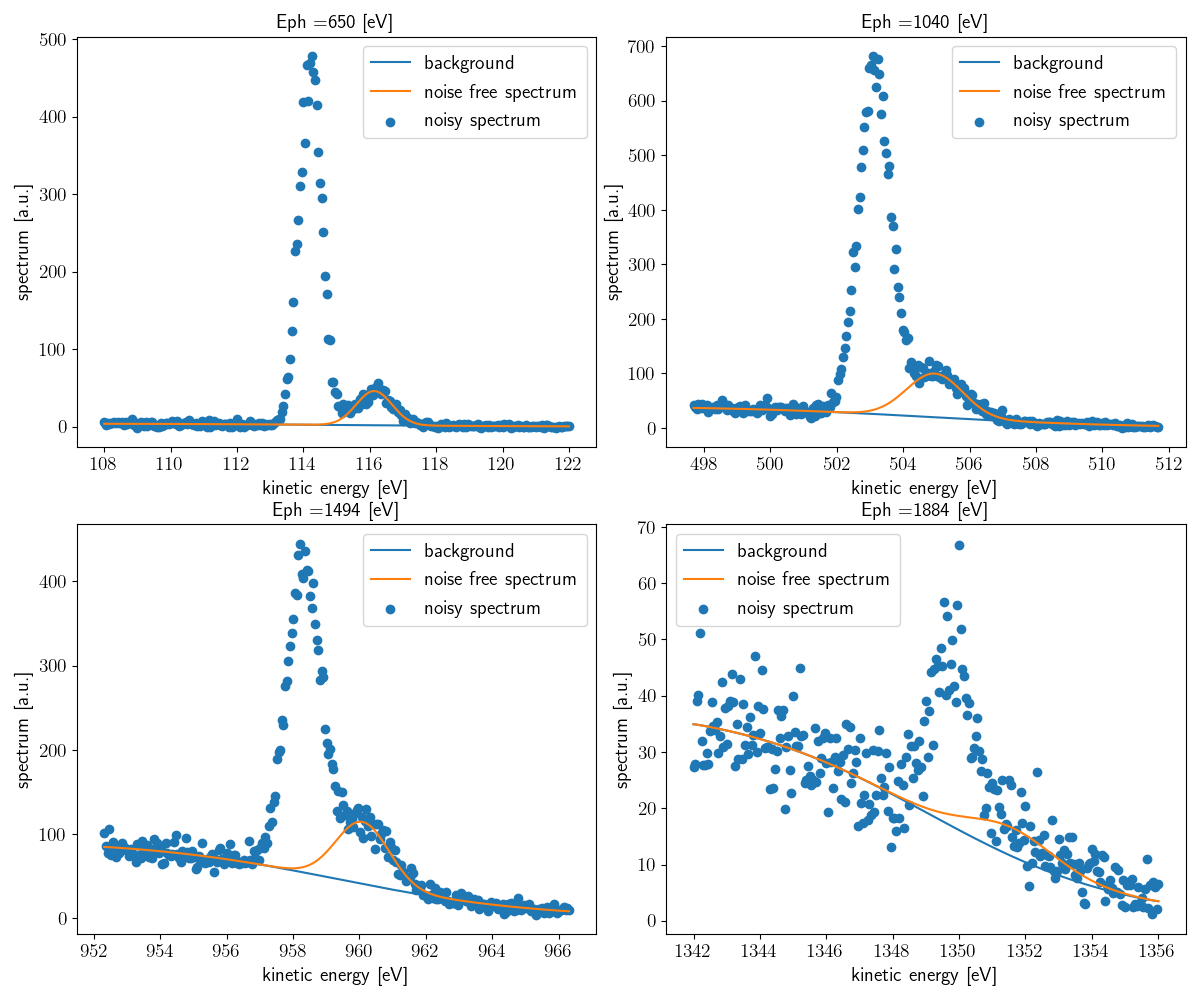 Eph =650 [eV]
500
400
300
200
100
0
spectrum [a.u.]
background
noise free spectrum
noisy spectrum
108 110 112 114 116 118 120 122
kinetic energy [eV]
Eph =1040 [eV]
700
600
500
400
300
200
100
0
spectrum [a.u.]
background
noise free spectrum
noisy spectrum
498 500 502 504 506 508 510 512
kinetic energy [eV]
Eph =1494 [eV]
400
300
200
100
0
spectrum [a.u.]
background
noise free spectrum
noisy spectrum
952 954 956 958 960 962 964 966
kinetic energy [eV]
Eph =1884 [eV]
70
60
50
40
30
20
10
0
spectrum [a.u.]
background
noise free spectrum
noisy spectrum
1342 1344 1346 1348 1350 1352 1354 1356
kinetic energy [eV]